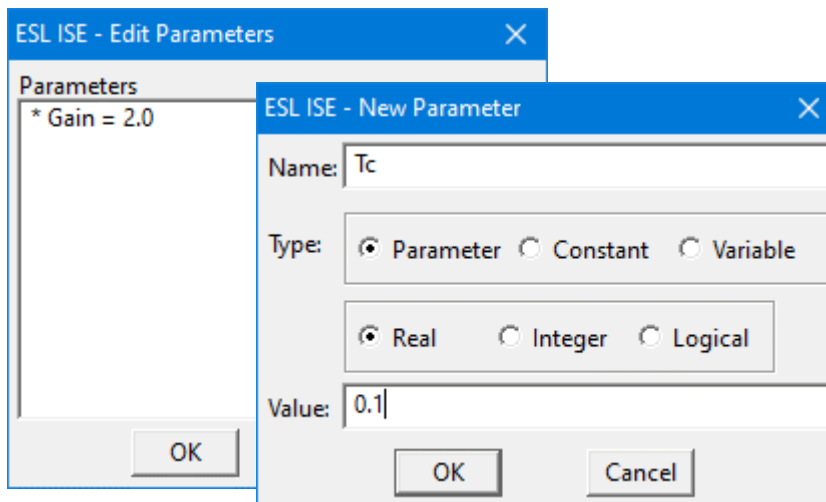 ESL ISE - Edit Parameters
Parameters
* Gain = 2.0
OK
ESL ISE - New Parameter
Name: Tc
Type: Parameter Constant Variable
Real Integer Logical
Value: 0.1
OK Cancel